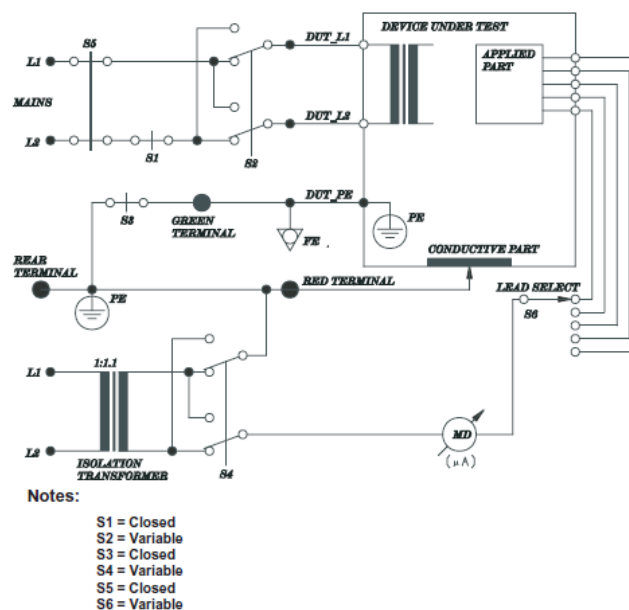 S5
L1
MAINS
L2
S1
S2
DUT_L1
DUT_L2
DEVICE UNDER TEST
APPLIED
PART
DUT_PE
S3
GREEN
TERMINAL
FE
PE
CONDUCTIVE PART
REAR
TERMINAL
PE
RED TERMINAL
LEAD SELECT
S6
1:1.1
L1
L2
ISOLATION
TRANSFORMER
S4
MD
(µA)
Notes:
S1 = Closed
S2 = Variable
S3 = Closed
S4 = Variable
S5 = Closed
S6 = Variable